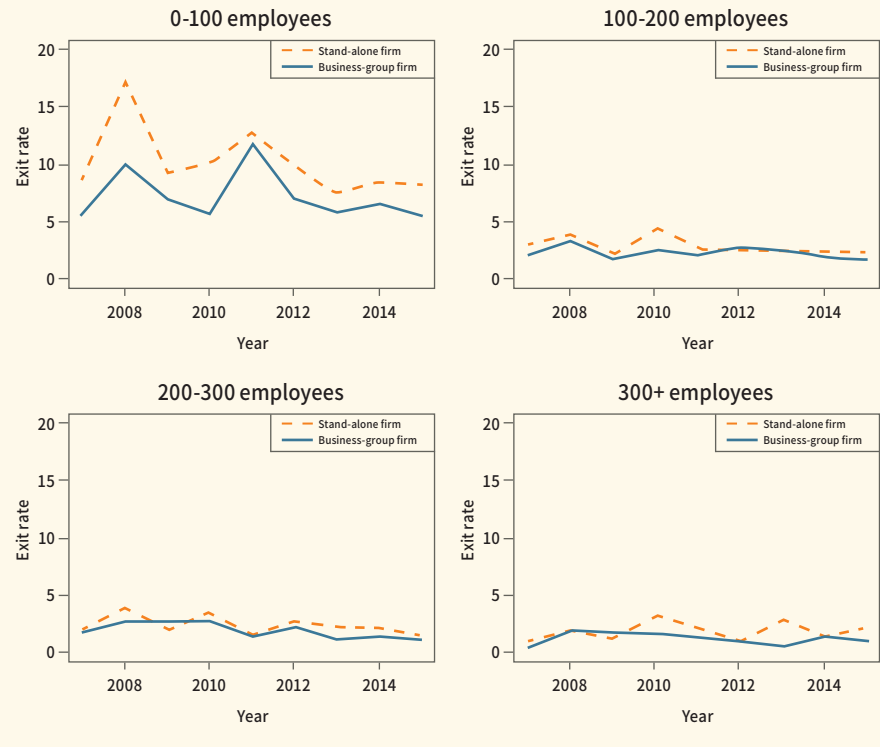 0-100 employees
Stand-alone firm
Business-group firm
20
15
10
5
0
Exit rate
2008 2010 2012 2014
Year
100-200 employees
Stand-alone firm
Business-group firm
20
15
10
5
0
Exit rate
2008 2010 2012 2014
Year
200-300 employees
Stand-alone firm
Business-group firm
20
15
10
5
0
Exit rate
2008 2010 2012 2014
Year
300+ employees
Stand-alone firm
Business-group firm
20
15
10
5
0
Exit rate
2008 2010 2012 2014
Year